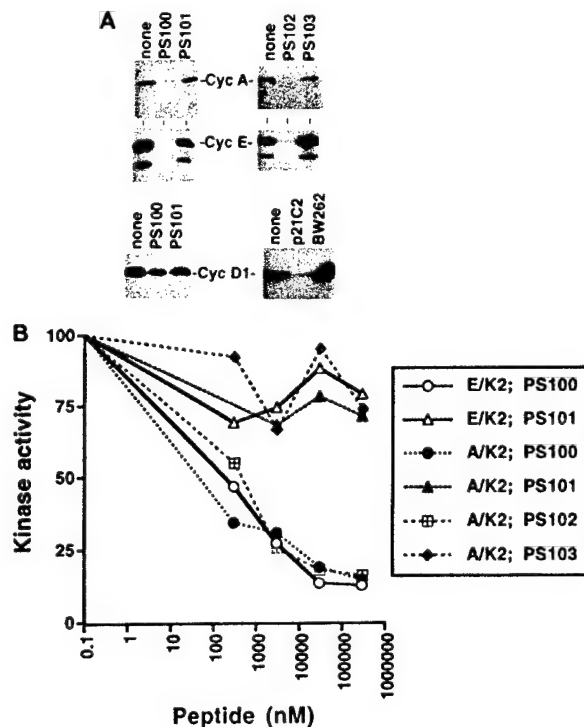 A
none
PS100
PS101
none
PS102
PS103
-Cyc A-
-Cyc E-
none
PS100
PS101
-Cyc D1-
none
p21C2
BW262
B
Kinase activity
100
75
50
25
0
0.1
1
10
100
1000
10000
100000
1000000
Peptide (nM)
E/K2; PS100
E/K2; PS101
A/K2; PS100
A/K2; PS101
A/K2; PS102
A/K2; PS103